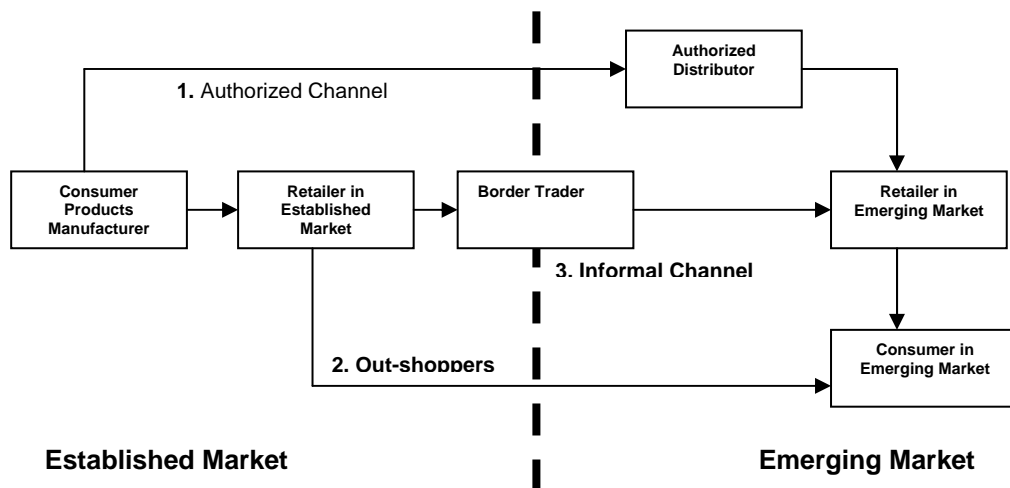 Authorized
Distributor
1. Authorized Channel
Consumer
Products
Manufacturer
Retailer in
Established
Market
Border Trader
Retailer in
Emerging Market
3. Informal Channel
2. Out-shoppers
Consumer in
Emerging Market
Established Market
Emerging Market